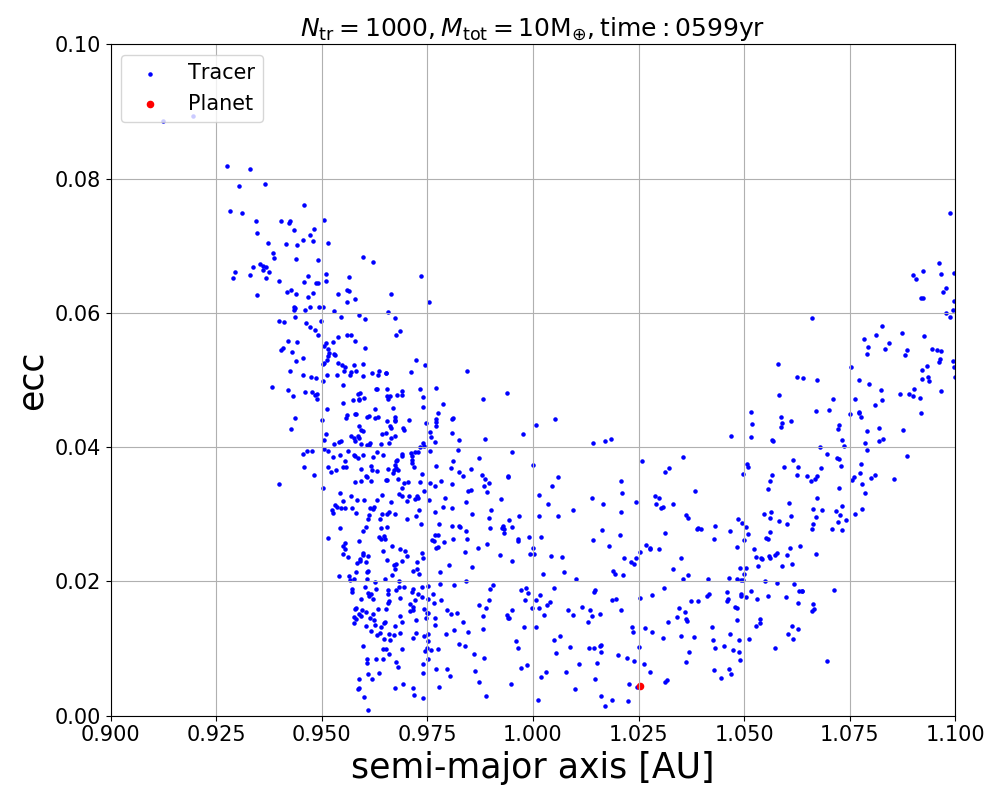 N_tr = 1000, M_tot = 10M_⊕, time : 0599yr
Tracer
Planet
ecc
0.10
0.08
0.06
0.04
0.02
0.00
0.900 0.925 0.950 0.975 1.000 1.025 1.050 1.075 1.100
semi-major axis [AU]